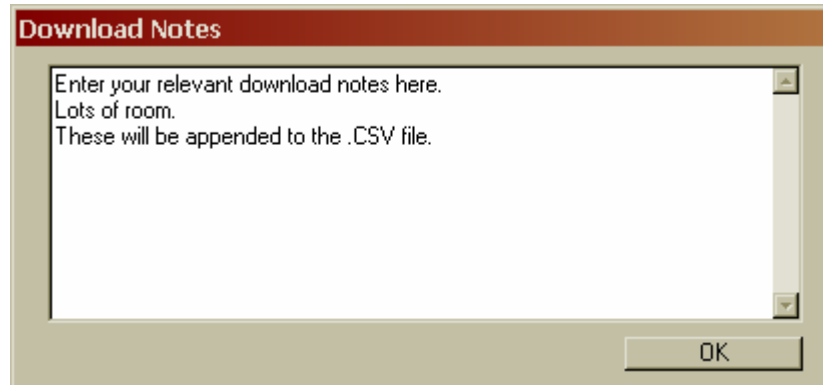 Download Notes
Enter your relevant download notes here.
Lots of room.
These will be appended to the .CSV file.
OK